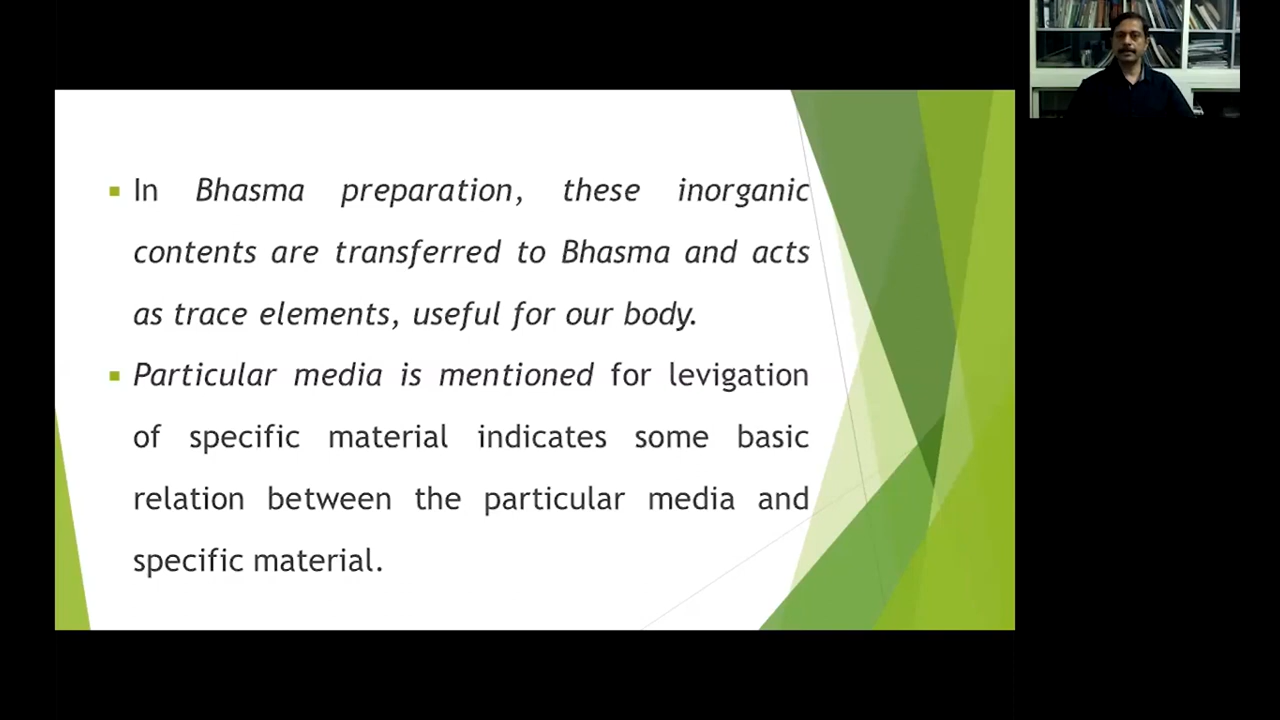 In Bhasma preparation, these inorganic
contents are transferred to Bhasma and acts
as trace elements, useful for our body.
Particular media is mentioned for levigation
of specific material indicates some basic
relation between the particular media and
specific material.